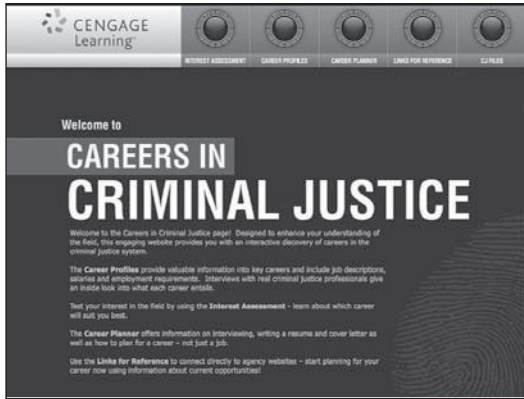 CENGAGE
Learning™
INTEREST ASSESSMENT
CAREER PROFILES
CAREER PLANNER
LINKS FOR REFERENCE
CJ FILES
Welcome to
CAREERS IN
CRIMINAL JUSTICE
Welcome to the Careers in Criminal Justice page! Designed to enhance your understanding of
the field, this engaging website provides you with an interactive discovery of careers in the
criminal justice system.
The Career Profiles provide valuable information into key careers and include job descriptions,
salaries and employment requirements. Interviews with real criminal justice professionals give
an inside look into what each career entails.
Test your interest in the field by using the Interest Assessment - learn about which career
will suit you best.
The Career Planner offers information on interviewing, writing a resume and cover letter as
well as how to plan for a career – not just a job.
Use the Links for Reference to connect directly to agency websites – start planning for your
career now using information about current opportunities!